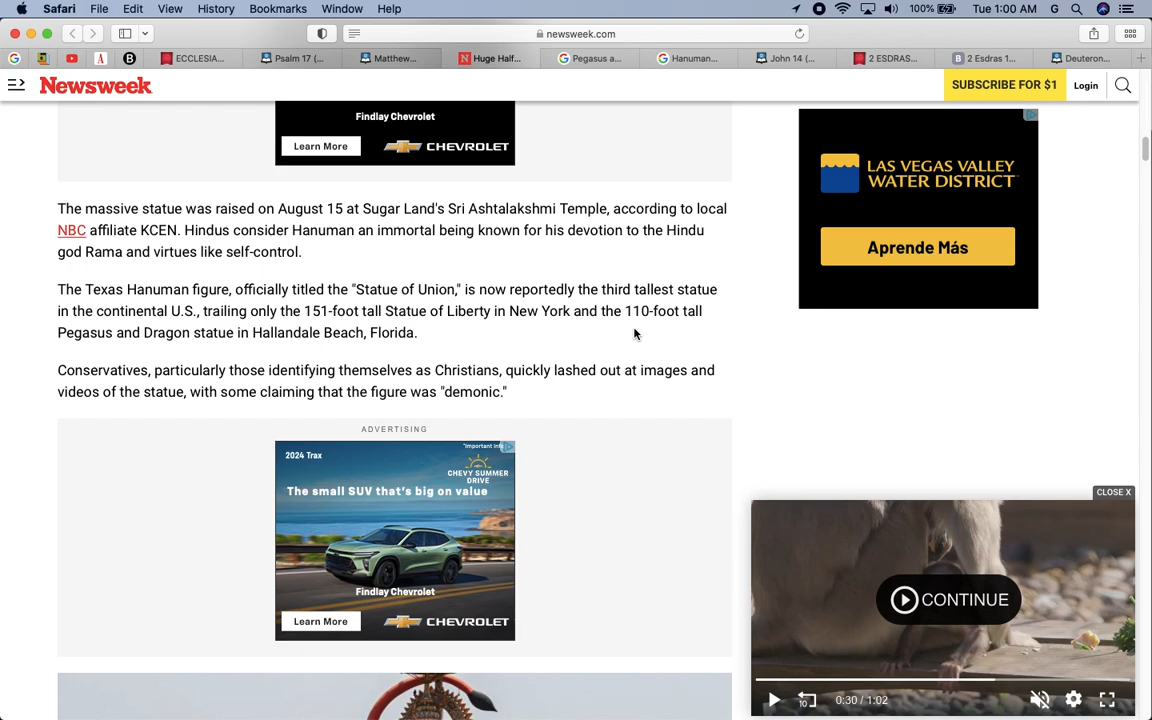 Safari File Edit View History Bookmarks Window Help 100% Tue 1:00 AM G
newsweek.com
ECCLESIA... Psalm 17 (... Matthew... Huge Half... Pegasus a... Hanuman... John 14 (... 2 ESDRAS... 2 Esdras 1... Deuteron...
Newsweek SUBSCRIBE FOR $1 Login
Findlay Chevrolet
Learn More CHEVROLET
LAS VEGAS VALLEY
WATER DISTRICT
Aprende Más
The massive statue was raised on August 15 at Sugar Land's Sri Ashtalakshmi Temple, according to local
NBC affiliate KCEN. Hindus consider Hanuman an immortal being known for his devotion to the Hindu
god Rama and virtues like self-control.
The Texas Hanuman figure, officially titled the "Statue of Union," is now reportedly the third tallest statue
in the continental U.S., trailing only the 151-foot tall Statue of Liberty in New York and the 110-foot tall
Pegasus and Dragon statue in Hallandale Beach, Florida.
Conservatives, particularly those identifying themselves as Christians, quickly lashed out at images and
videos of the statue, with some claiming that the figure was "demonic."
ADVERTISING
*Important Info
2024 Trax
CHEVY SUMMER
DRIVE
The small SUV that's big on value
Findlay Chevrolet
Learn More CHEVROLET
CLOSE X
CONTINUE
10 0:30 / 1:02